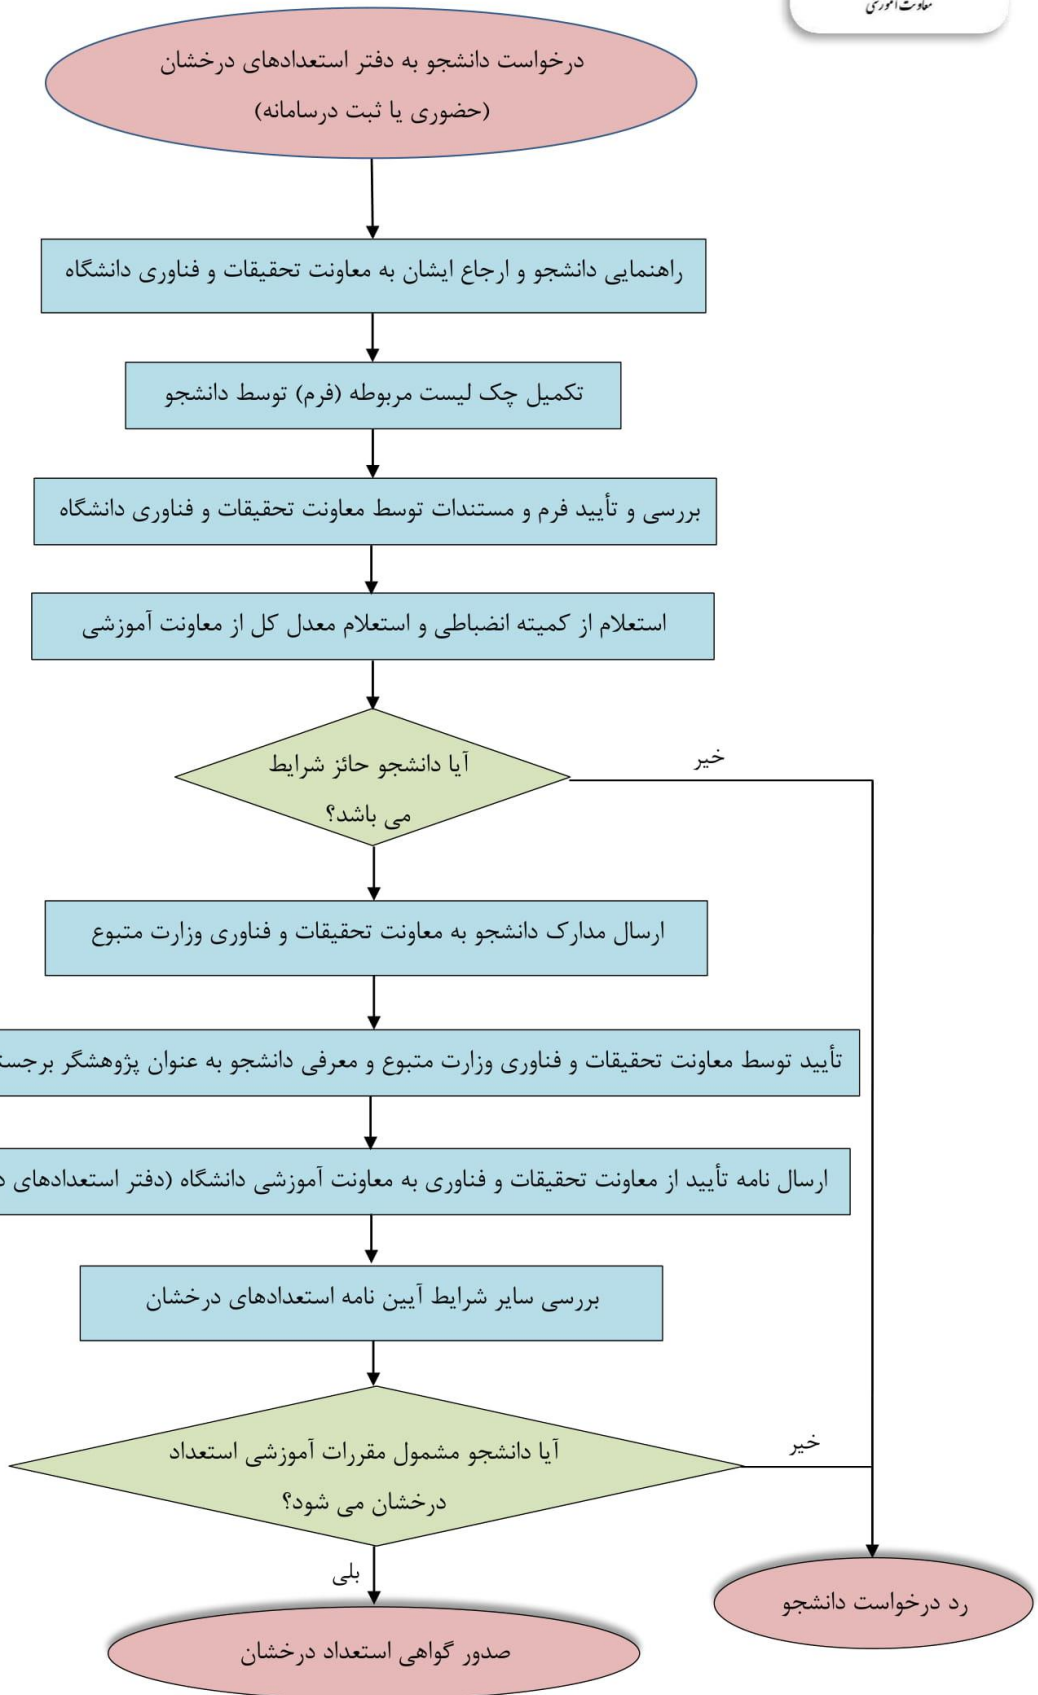 معاونت آموزشی
درخواست دانشجو به دفتر استعدادهای درخشان
(حضوری یا ثبت درسامانه)
راهنمایی دانشجو و ارجاع ایشان به معاونت تحقیقات و فناوری دانشگاه
تکمیل چک لیست مربوطه (فرم) توسط دانشجو
بررسی و تأیید فرم و مستندات توسط معاونت تحقیقات و فناوری دانشگاه
استعلام از کمیته انضباطی و استعلام معدل کل از معاونت آموزشی
آیا دانشجو حائز شرایط
می باشد؟
خیر
ارسال مدارک دانشجو به معاونت تحقیقات و فناوری وزارت متبوع
تأیید توسط معاونت تحقیقات و فناوری وزارت متبوع و معرفی دانشجو به عنوان پژوهشگر
ارسال نامه تأیید از معاونت تحقیقات و فناوری به معاونت آموزشی دانشگاه (دفتر استعدادهای
بررسی سایر شرایط آیین نامه استعدادهای درخشان
آیا دانشجو مشمول مقررات آموزشی استعداد
درخشان می شود؟
خیر
بلی
رد درخواست دانشجو
صدور گواهی استعداد درخشان